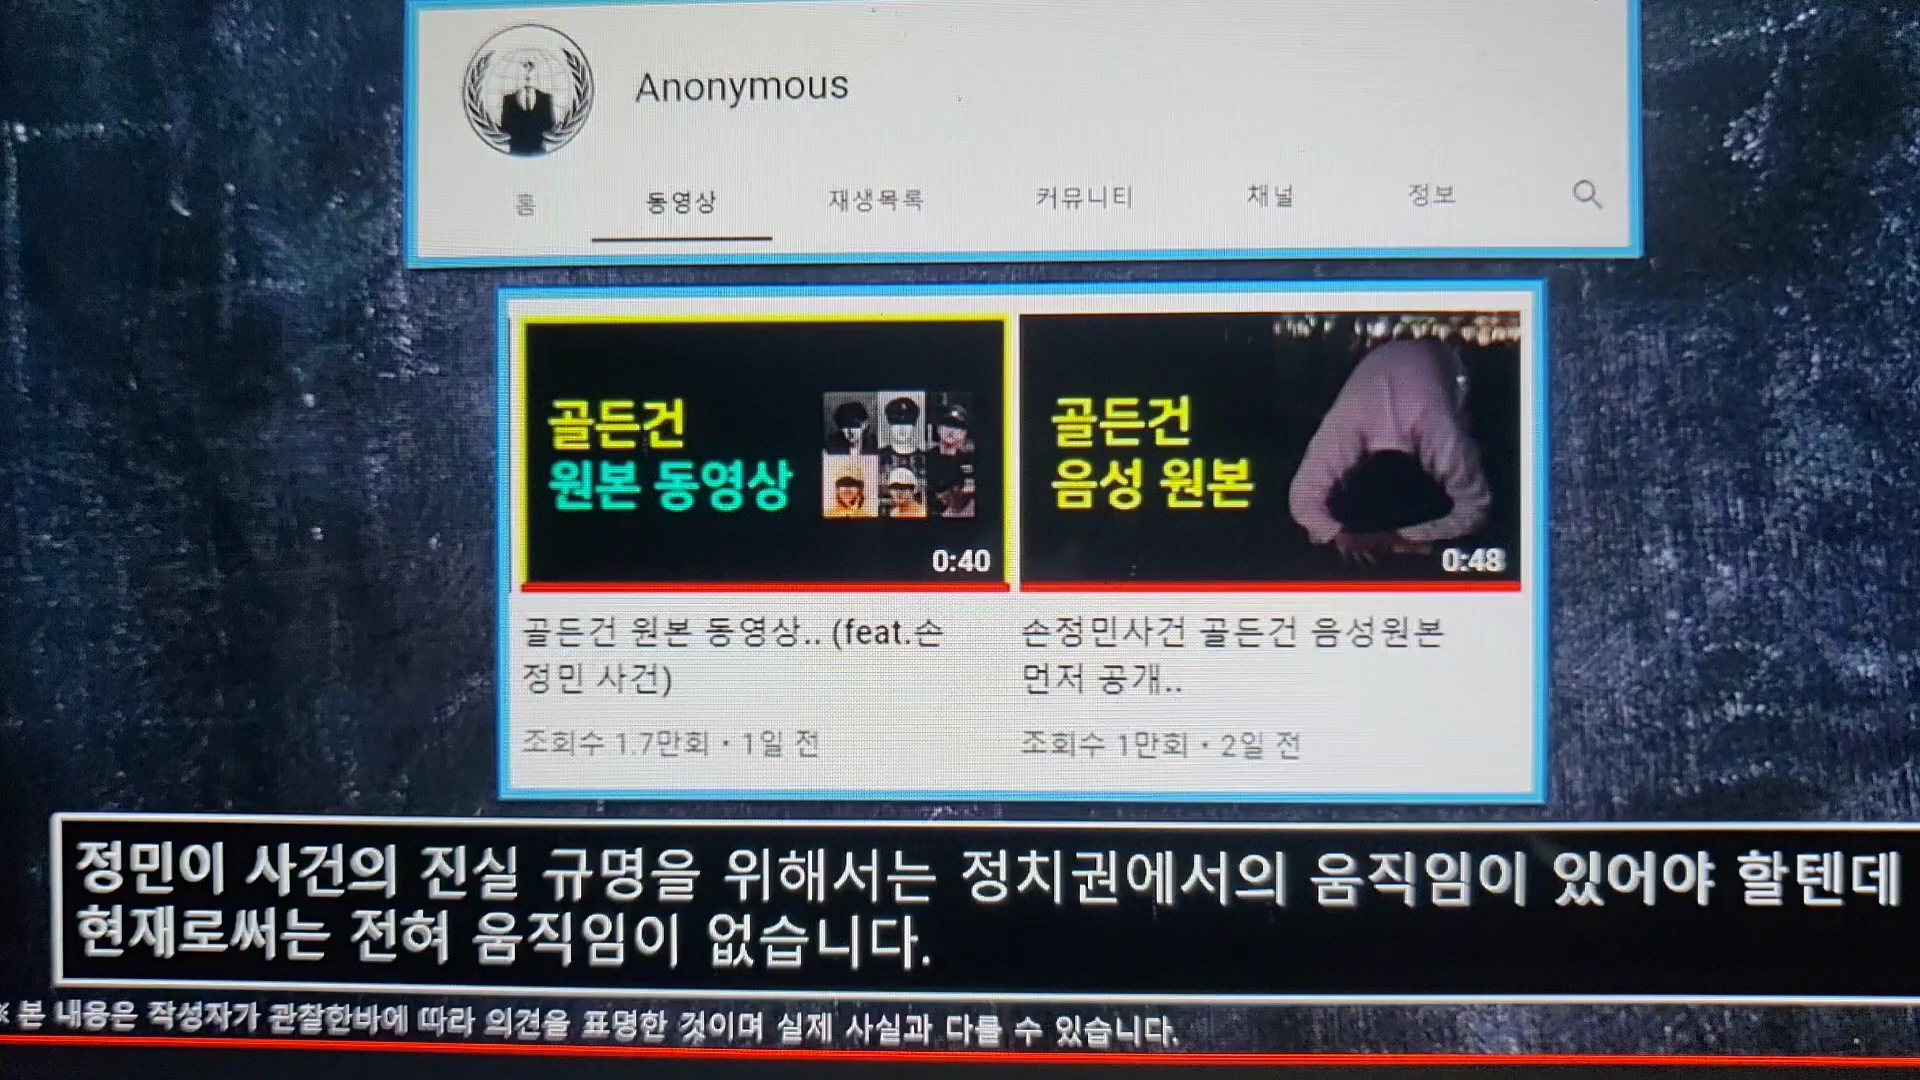 Anonymous
홈 동영상 재생목록 커뮤니티 채널 정보
골든건
원본 동영상
0:40
골든건
음성 원본
0:48
골든건 원본 동영상.. (feat.손
정민 사건)
조회수 1.7만회 · 1일 전
손정민사건 골든건 음성원본
먼저 공개..
조회수 1만회 · 2일 전
정민이 사건의 진실 규명을 위해서는 정치권에서의 움직임이 있어야 할텐데
현재로써는 전혀 움직임이 없습니다.
※ 본 내용은 작성자가 관찰한바에 따라 의견을 표명한 것이며 실제 사실과 다를 수 있습니다.